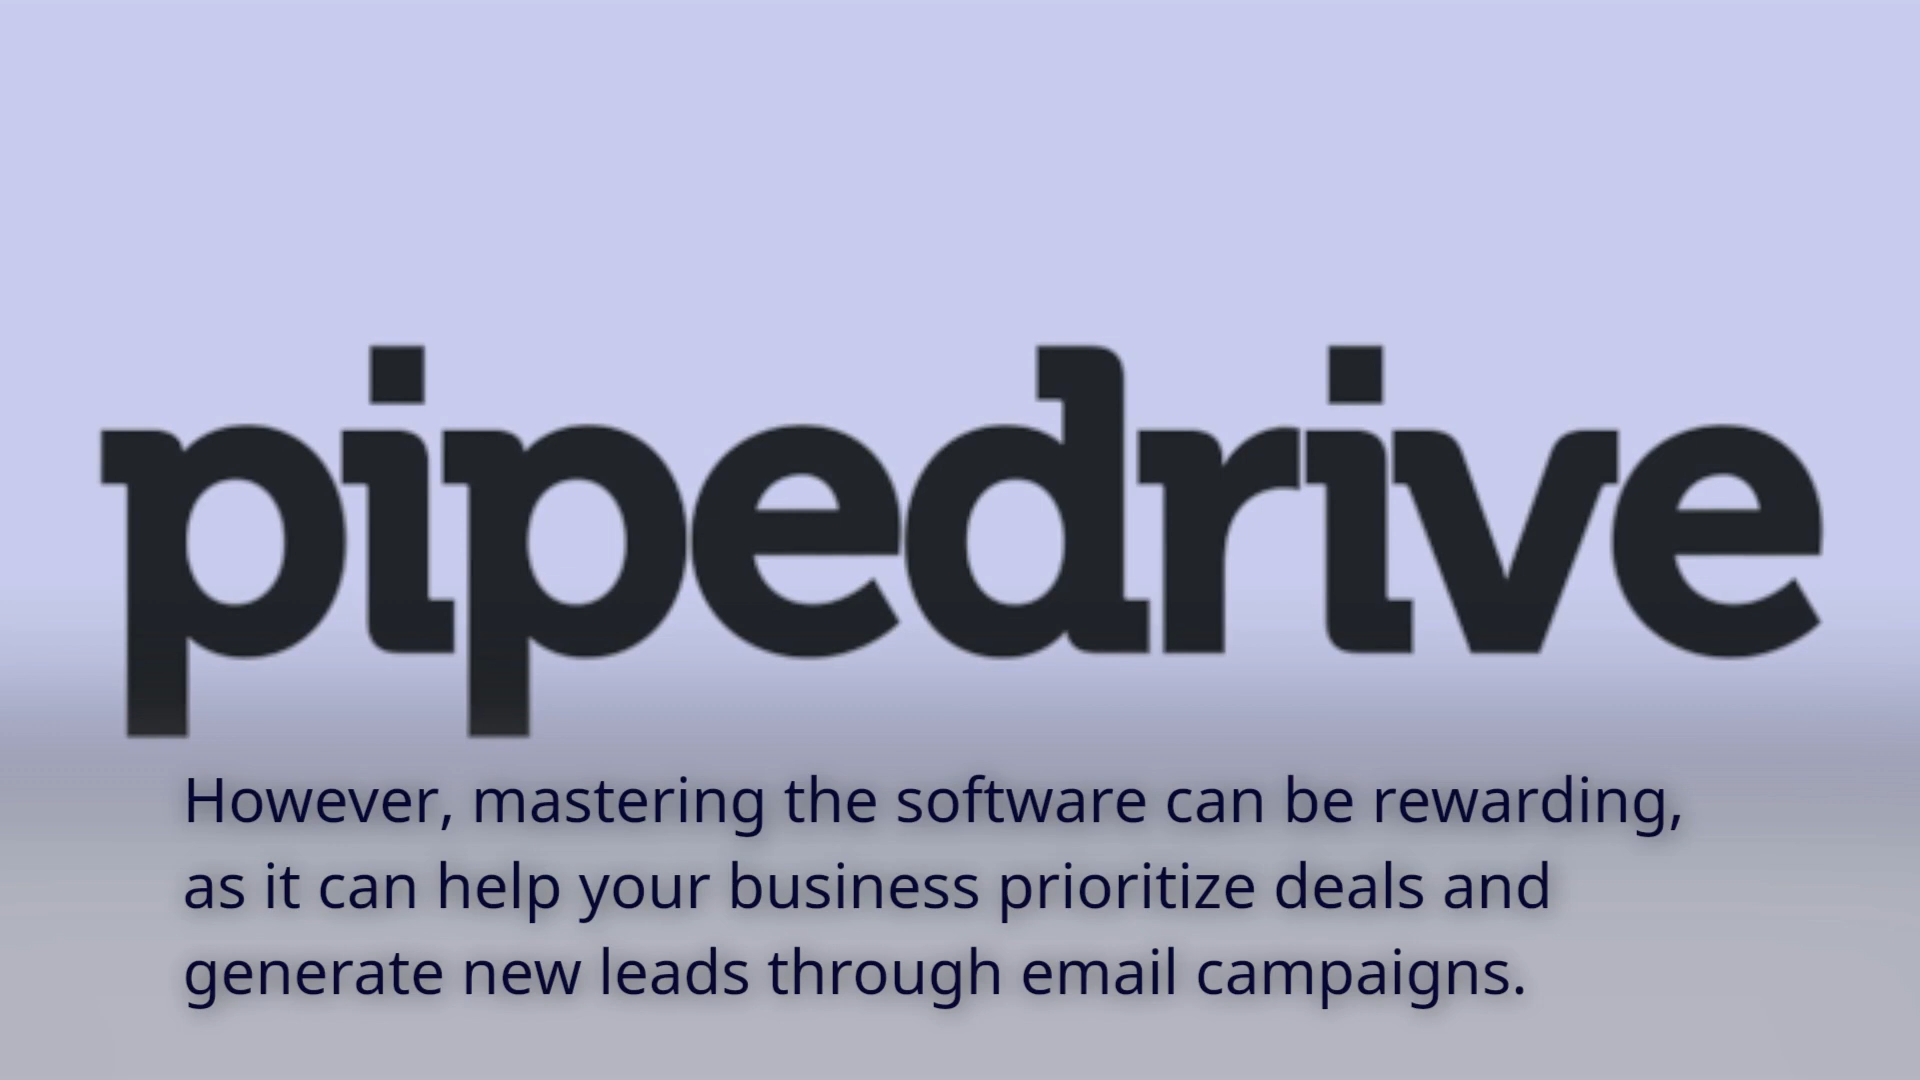 pipedrive
However, mastering the software can be rewarding,
as it can help your business prioritize deals and
generate new leads through email campaigns.